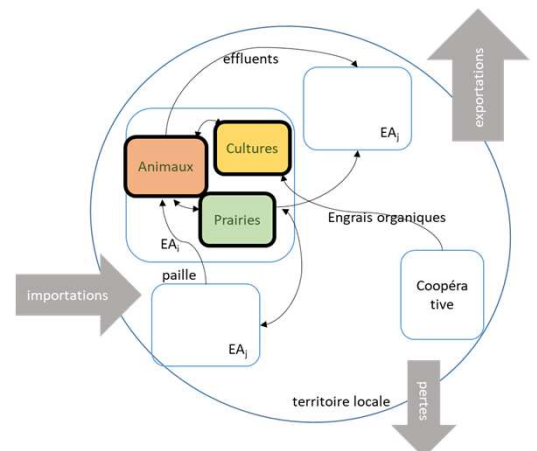 effluents
exportations
EAj
Cultures
Animaux
Prairies
Engrais organiques
EAi
paille
Coopéra
tive
importations
EAj
territoire locale
pertes